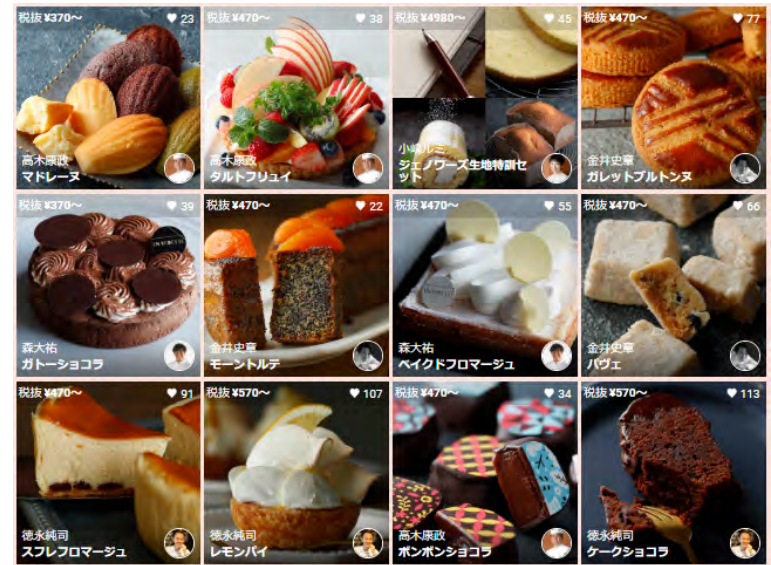 税抜 ¥370〜 ♥ 23
高木康政
マドレーヌ
税抜 ¥470〜 ♥ 38
高木康政
タルトフリュイ
税抜 ¥4980〜 ♥ 45
小嶋ルミ
ジェノワーズ生地特訓セ
ット
税抜 ¥470〜 ♥ 77
金井史章
ガレットブルトンヌ
税抜 ¥370〜 ♥ 39
森大祐
ガトーショコラ
税抜 ¥470〜 ♥ 22
金井史章
モーントルテ
税抜 ¥470〜 ♥ 55
森大祐
ベイクドフロマージュ
税抜 ¥470〜 ♥ 66
金井史章
パヴェ
税抜 ¥470〜 ♥ 91
徳永純司
スフレフロマージュ
税抜 ¥570〜 ♥ 107
徳永純司
レモンパイ
税抜 ¥470〜 ♥ 34
高木康政
ボンボンショコラ
税抜 ¥570〜 ♥ 113
徳永純司
ケークショコラ